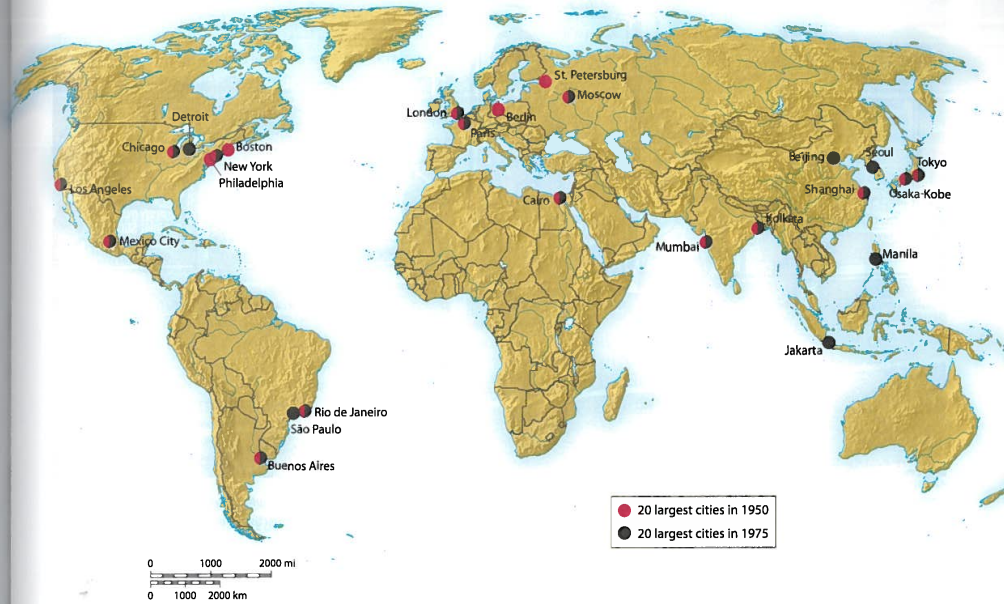 St. Petersburg
Moscow
London
Berlin
Paris
Detroit
Chicago
Boston
New York
Philadelphia
Los Angeles
Beijing
Seoul
Tokyo
Shanghai
Osaka-Kobe
Cairo
Kolkata
Mexico City
Mumbai
Manila
Jakarta
Rio de Janeiro
São Paulo
Buenos Aires
20 largest cities in 1950
20 largest cities in 1975
0 1000 2000 mi
0 1000 2000 km